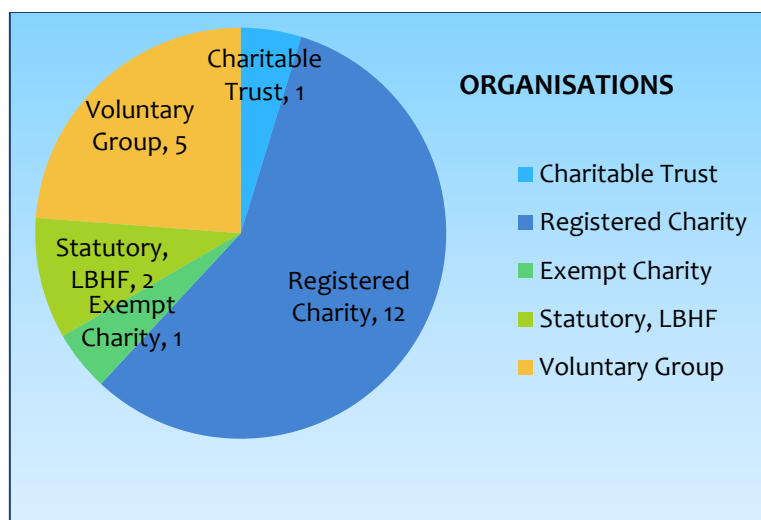 Charitable
Trust, 1
Voluntary
Group, 5
Statutory,
LBHF, 2
Exempt
Charity, 1
Registered
Charity, 12
ORGANISATIONS
Charitable Trust
Registered Charity
Exempt Charity
Statutory, LBHF
Voluntary Group